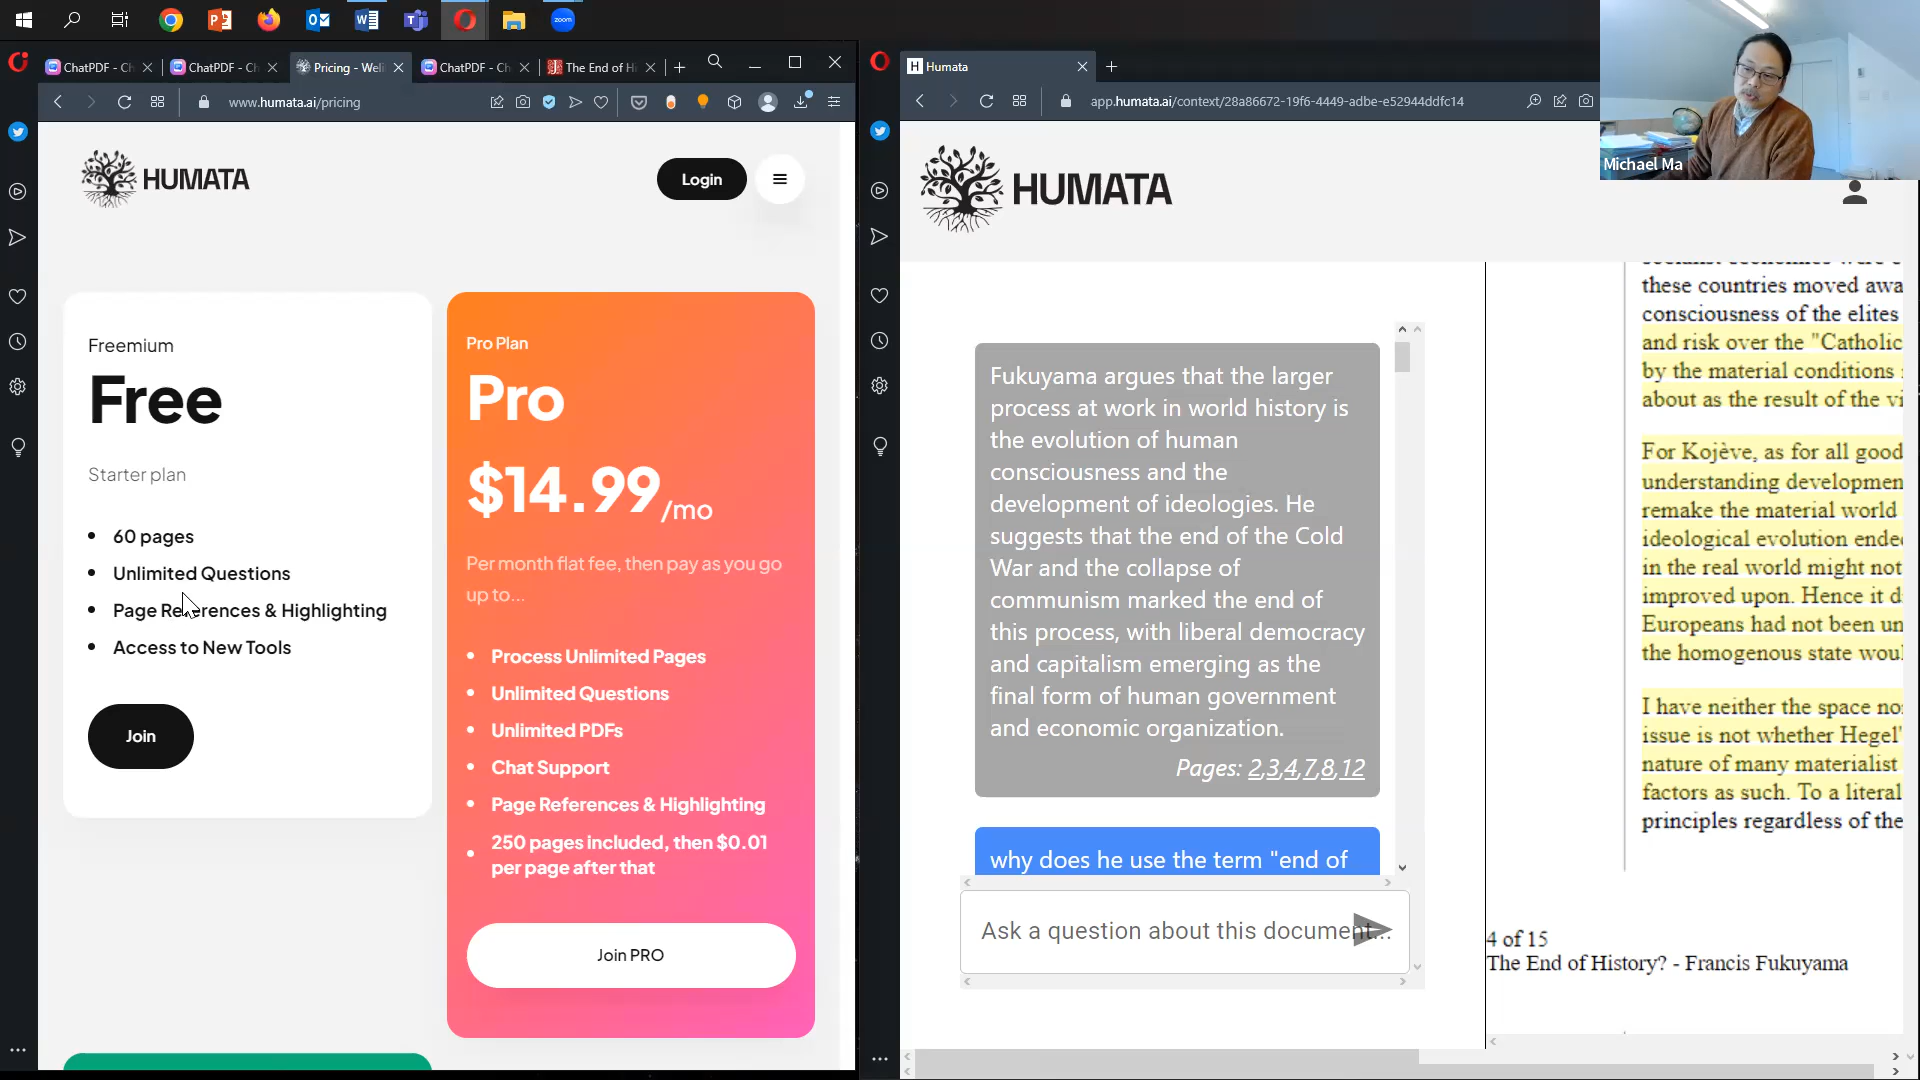 zoom
ChatPDF - Ch
ChatPDF - Ch
Pricing - Wel
ChatPDF - Ch
The End of Hi
www.humata.ai/pricing
HUMATA
Login
Freemium
Free
Starter plan
60 pages
Unlimited Questions
Page References & Highlighting
Access to New Tools
Join
Pro Plan
Pro
$14.99/mo
Per month flat fee, then pay as you go
up to...
Process Unlimited Pages
Unlimited Questions
Unlimited PDFs
Chat Support
Page References & Highlighting
250 pages included, then $0.01
per page after that
Join PRO
H Humata
app.humata.ai/context/28a86672-19f6-4449-adbe-e52944ddfc14
Michael Ma
HUMATA
Fukuyama argues that the larger
process at work in world history is
the evolution of human
consciousness and the
development of ideologies. He
suggests that the end of the Cold
War and the collapse of
communism marked the end of
this process, with liberal democracy
and capitalism emerging as the
final form of human government
and economic organization.
Pages: 2,3,4,7,8,12
why does he use the term "end of
Ask a question about this document...
these countries moved awa
consciousness of the elites
and risk over the "Catholic
by the material conditions
about as the result of the vi
For Kojève, as for all good
understanding developmen
remake the material world
ideological evolution ende
in the real world might not
improved upon. Hence it d
Europeans had not been un
the homogenous state woul
I have neither the space no
issue is not whether Hegel'
nature of many materialist
factors as such. To a literal
principles regardless of the
4 of 15
The End of History? - Francis Fukuyama